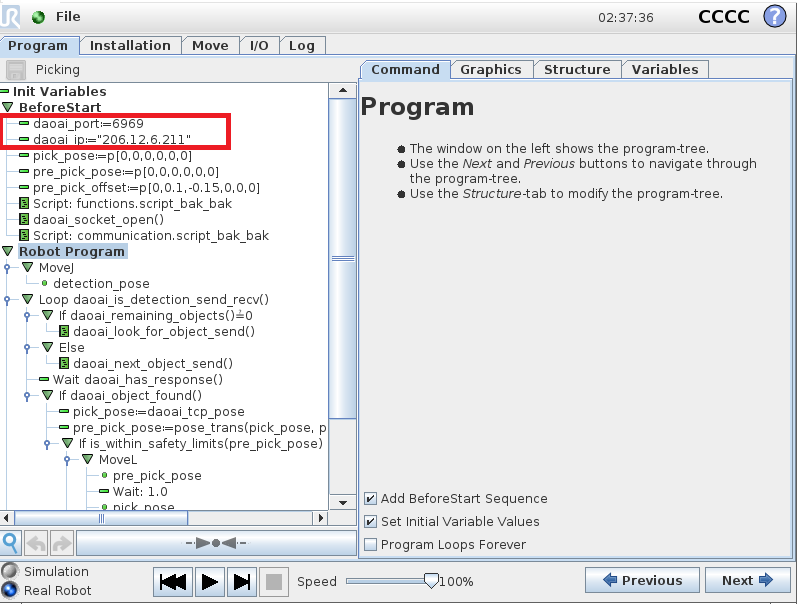 File
02:37:36
CCCC
?
Program
Installation
Move
I/O
Log
Picking
Init Variables
BeforeStart
daoai_port:=6969
daoai_ip:="206.12.6.211"
pick_pose:=p[0,0,0,0,0,0]
pre_pick_pose:=p[0,0,0,0,0,0]
pre_pick_offset:=p[0,0.1,-0.15,0,0,0]
Script: functions.script_bak_bak
daoai_socket_open()
Script: communication.script_bak_bak
Robot Program
MoveJ
detection_pose
Loop daoai_is_detection_send_recv()
If daoai_remaining_objects()≟0
daoai_look_for_object_send()
Else
daoai_next_object_send()
Wait daoai_has_response()
If daoai_object_found()
pick_pose:=daoai_tcp_pose
pre_pick_pose:=pose_trans(pick_pose, p
If is_within_safety_limits(pre_pick_pose)
MoveL
pre_pick_pose
Wait: 1.0
pick_pose
Command
Graphics
Structure
Variables
Program
The window on the left shows the program-tree.
Use the Next and Previous buttons to navigate through
the program-tree.
Use the Structure-tab to modify the program-tree.
Add BeforeStart Sequence
Set Initial Variable Values
Program Loops Forever
Simulation
Real Robot
Speed
100%
Previous
Next